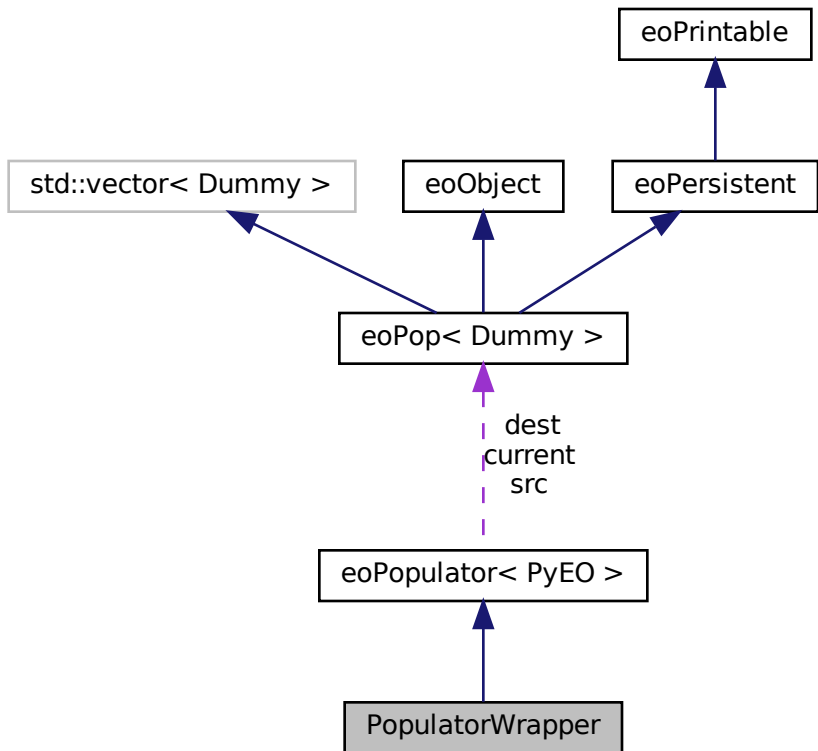 eoPrintable
std::vector< Dummy >
eoObject
eoPersistent
eoPop< Dummy >
dest
current
src
eoPopulator< PyEO >
PopulatorWrapper